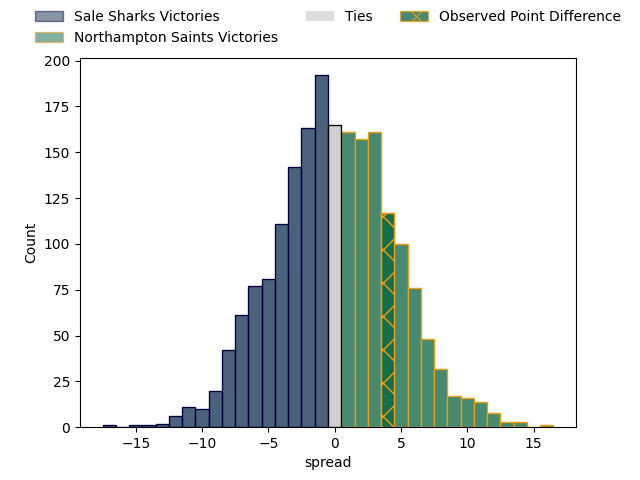 Sale Sharks Victories
Northampton Saints Victories
Ties
Observed Point Difference
200
175
150
125
100
75
50
25
0
Count
−15 −10 −5 0 5 10 15
spread